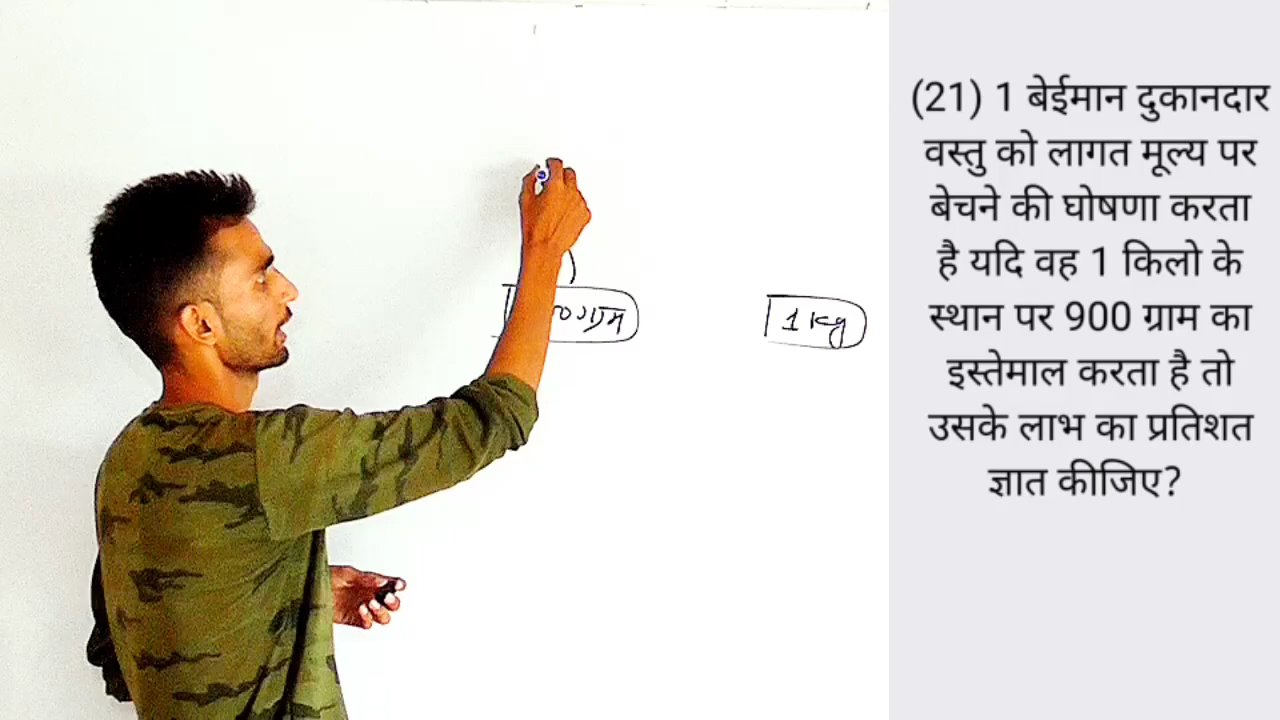 (21) 1 बेईमान दुकानदार
वस्तु को लागत मूल्य पर
बेचने की घोषणा करता
है यदि वह 1 किलो के
स्थान पर 900 ग्राम का
इस्तेमाल करता है तो
उसके लाभ का प्रतिशत
ज्ञात कीजिए?
1 kg